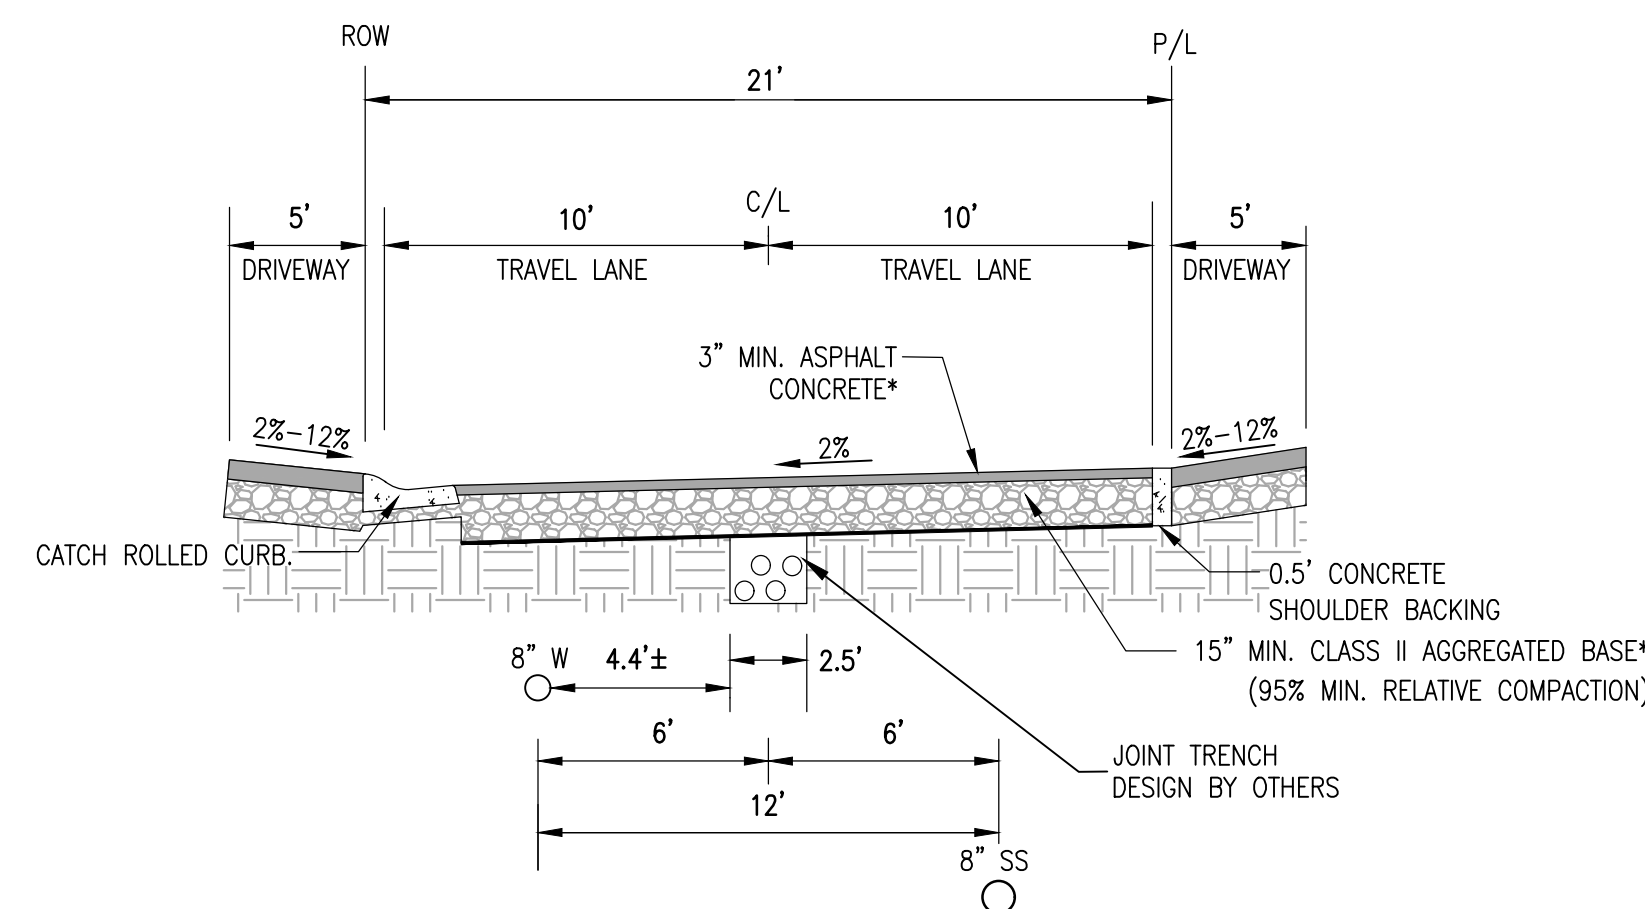 ROW
P/L
21'
C/L
5'
10'
10'
5'
DRIVEWAY
TRAVEL LANE
TRAVEL LANE
DRIVEWAY
3" MIN. ASPHALT
CONCRETE*
2%-12%
2%
2%-12%
CATCH ROLLED CURB.
0.5' CONCRETE
SHOULDER BACKING
15" MIN. CLASS II AGGREGATED BASE*
(95% MIN. RELATIVE COMPACTION)
8" W
4.4'±
2.5'
6'
6'
JOINT TRENCH
DESIGN BY OTHERS
12'
8" SS